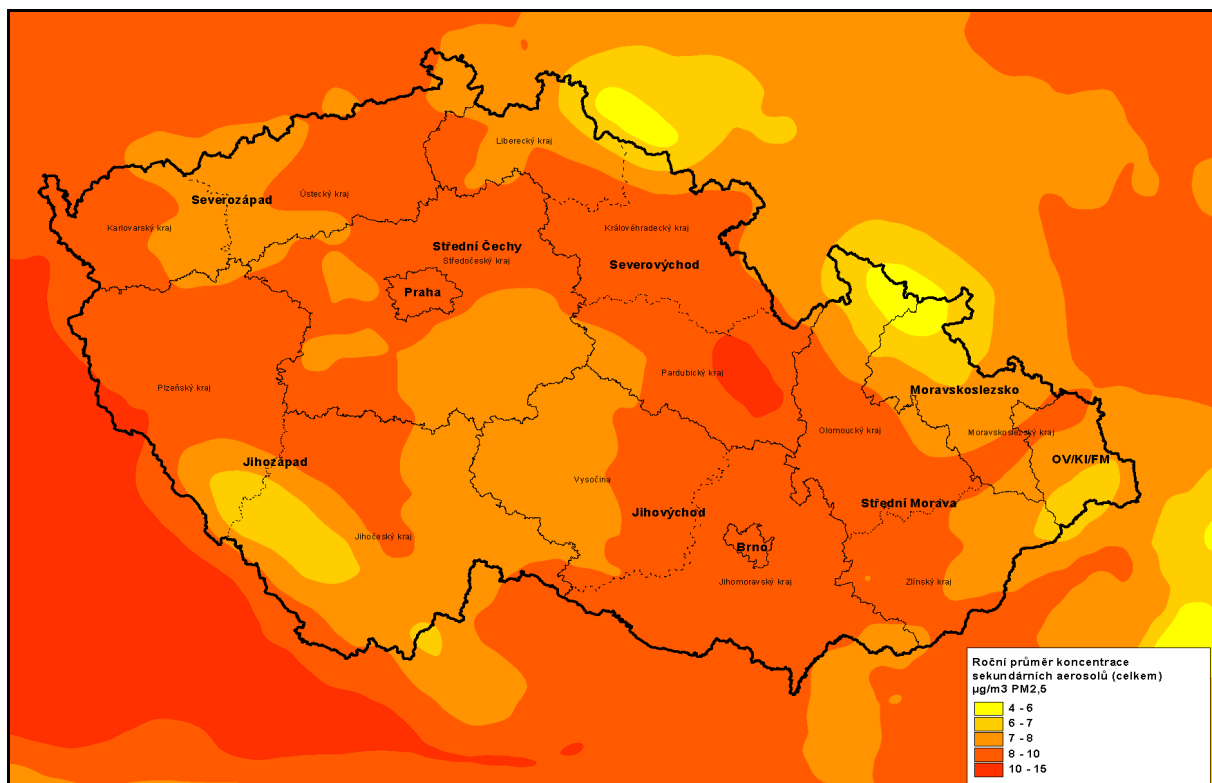 Liberecký kraj
Ústecký kraj
Severozápad
Karlovarský kraj
Královéhradecký kraj
Střední Čechy
Středočeský kraj
Severovýchod
Praha
Pardubický kraj
Plzeňský kraj
Moravskoslezsko
Olomoucký kraj
Moravskoslezský kraj
OV/KI/FM
Jihozápad
Vysočina
Střední Morava
Jihovýchod
Jihočeský kraj
Brno
Jihomoravský kraj
Zlínský kraj
Roční průměr koncentrace
sekundárních aerosolů (celkem)
µg/m3 PM2,5
4 - 6
6 - 7
7 - 8
8 - 10
10 - 15